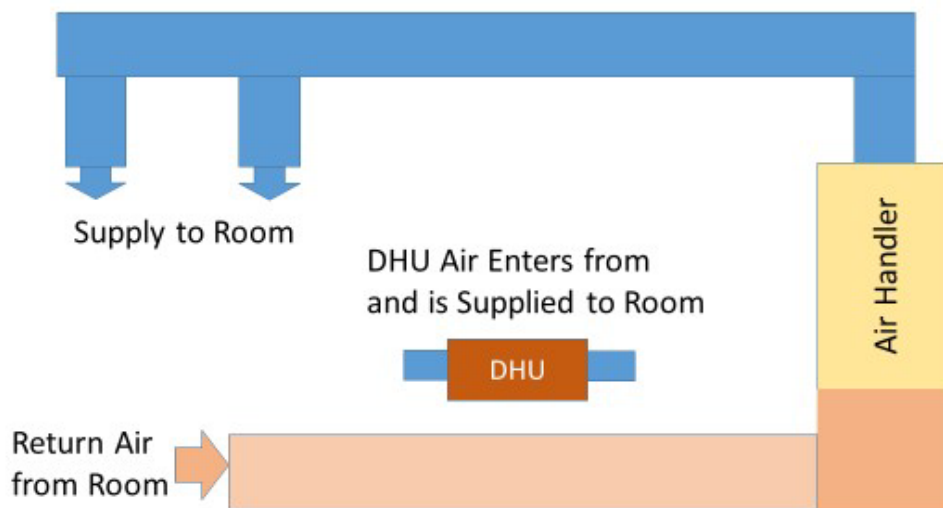 Supply to Room
DHU Air Enters from
and is Supplied to Room
Air Handler
DHU
Return Air
from Room